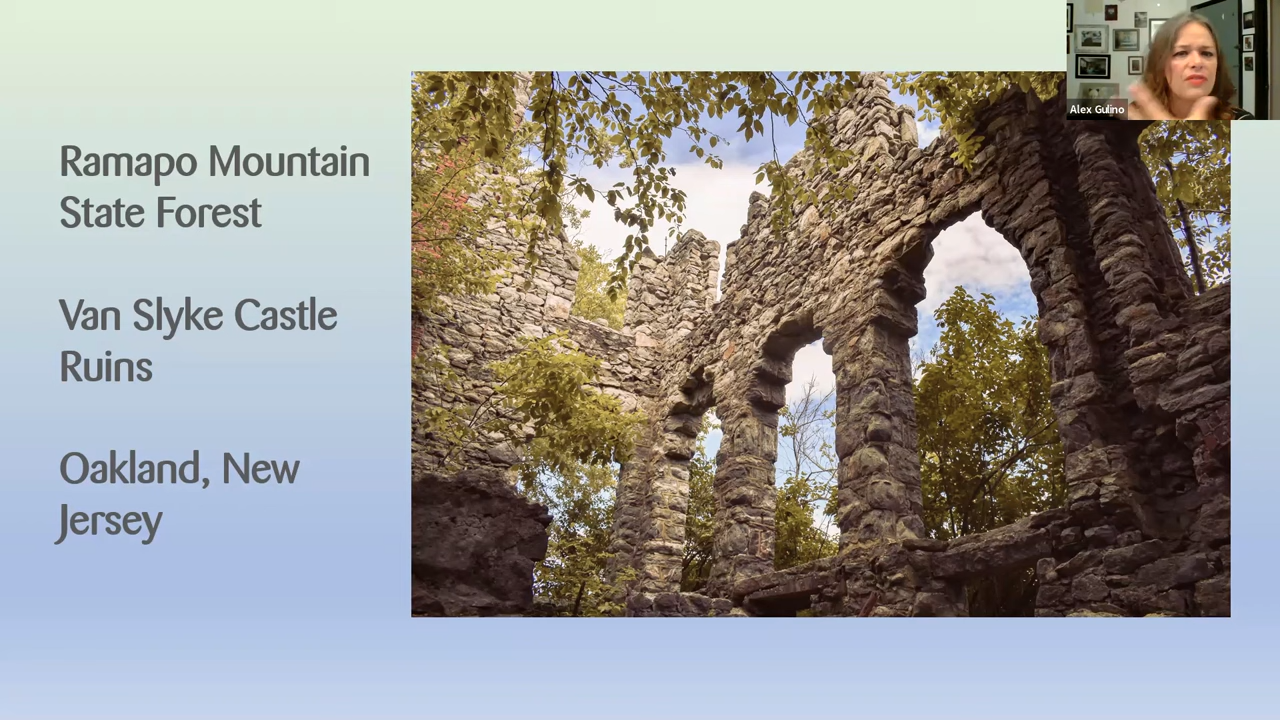 Alex Gulino
Ramapo Mountain
State Forest
Van Slyke Castle
Ruins
Oakland, New
Jersey